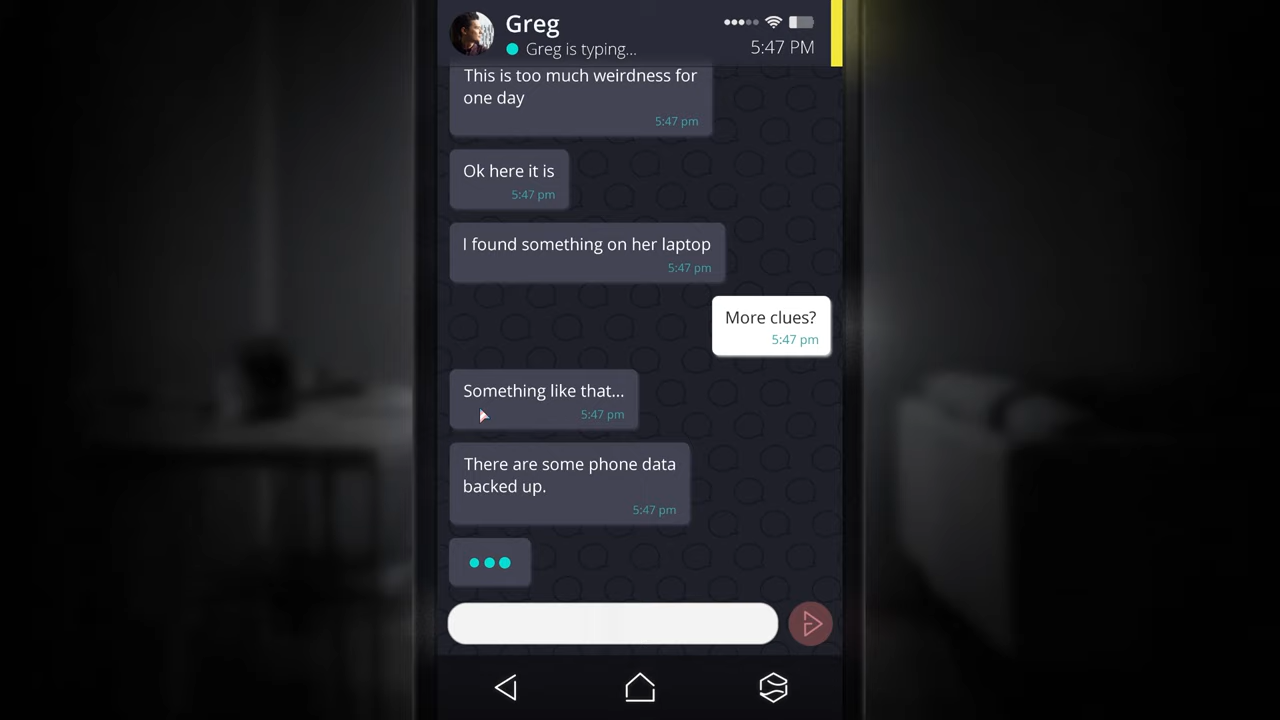 Greg
Greg is typing...
5:47 PM
This is too much weirdness for
one day
5:47 pm
Ok here it is
5:47 pm
I found something on her laptop
5:47 pm
More clues?
5:47 pm
Something like that...
5:47 pm
There are some phone data
backed up.
5:47 pm